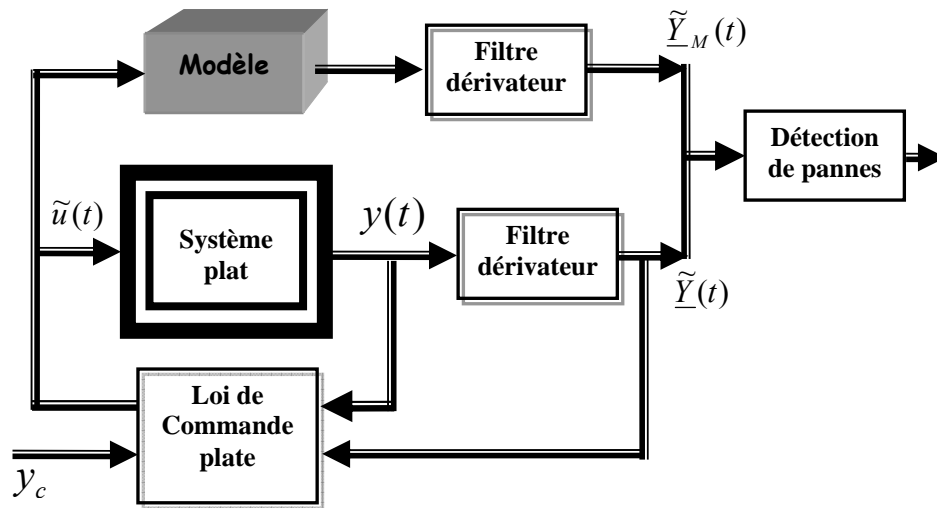 Modèle
Filtre
dérivateur
Ỹ_M(t)
Détection
de pannes
ũ(t)
Système
plat
y(t)
Filtre
dérivateur
Ỹ(t)
Loi de
Commande
plate
y_c